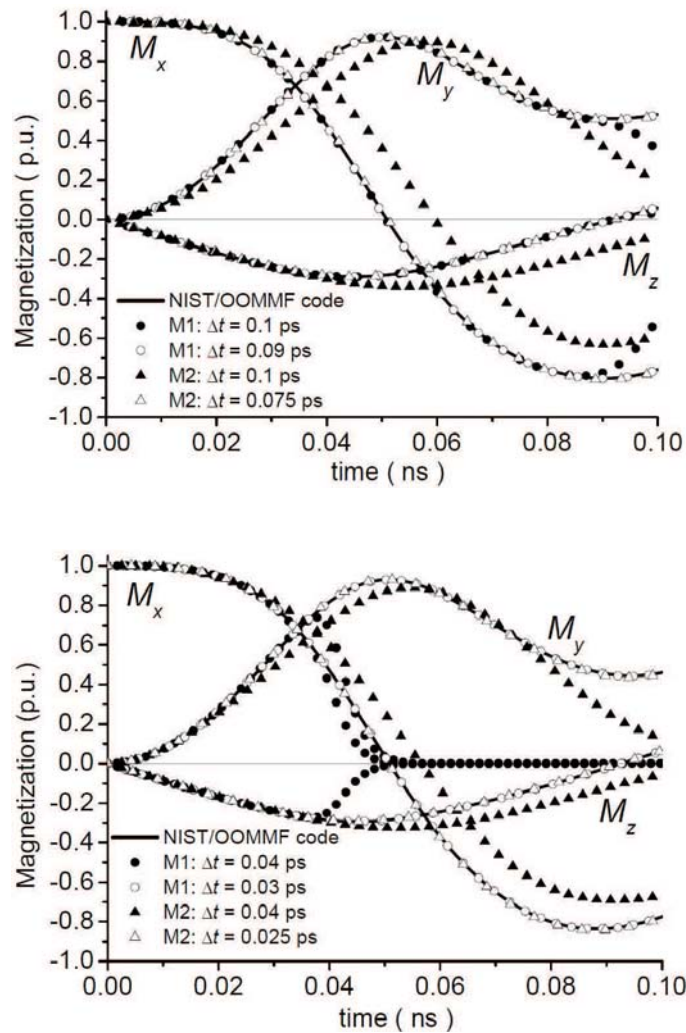 1.0
0.8
0.6
0.4
0.2
0.0
-0.2
-0.4
-0.6
-0.8
-1.0
Magnetization ( p.u.)
Mx
My
Mz
NIST/OOMMF code
M1: Δt = 0.1 ps
M1: Δt = 0.09 ps
M2: Δt = 0.1 ps
M2: Δt = 0.075 ps
0.00 0.02 0.04 0.06 0.08 0.10
time ( ns )
1.0
0.8
0.6
0.4
0.2
0.0
-0.2
-0.4
-0.6
-0.8
-1.0
Magnetization (p.u.)
Mx
My
Mz
NIST/OOMMF code
M1: Δt = 0.04 ps
M1: Δt = 0.03 ps
M2: Δt = 0.04 ps
M2: Δt = 0.025 ps
0.00 0.02 0.04 0.06 0.08 0.10
time ( ns )